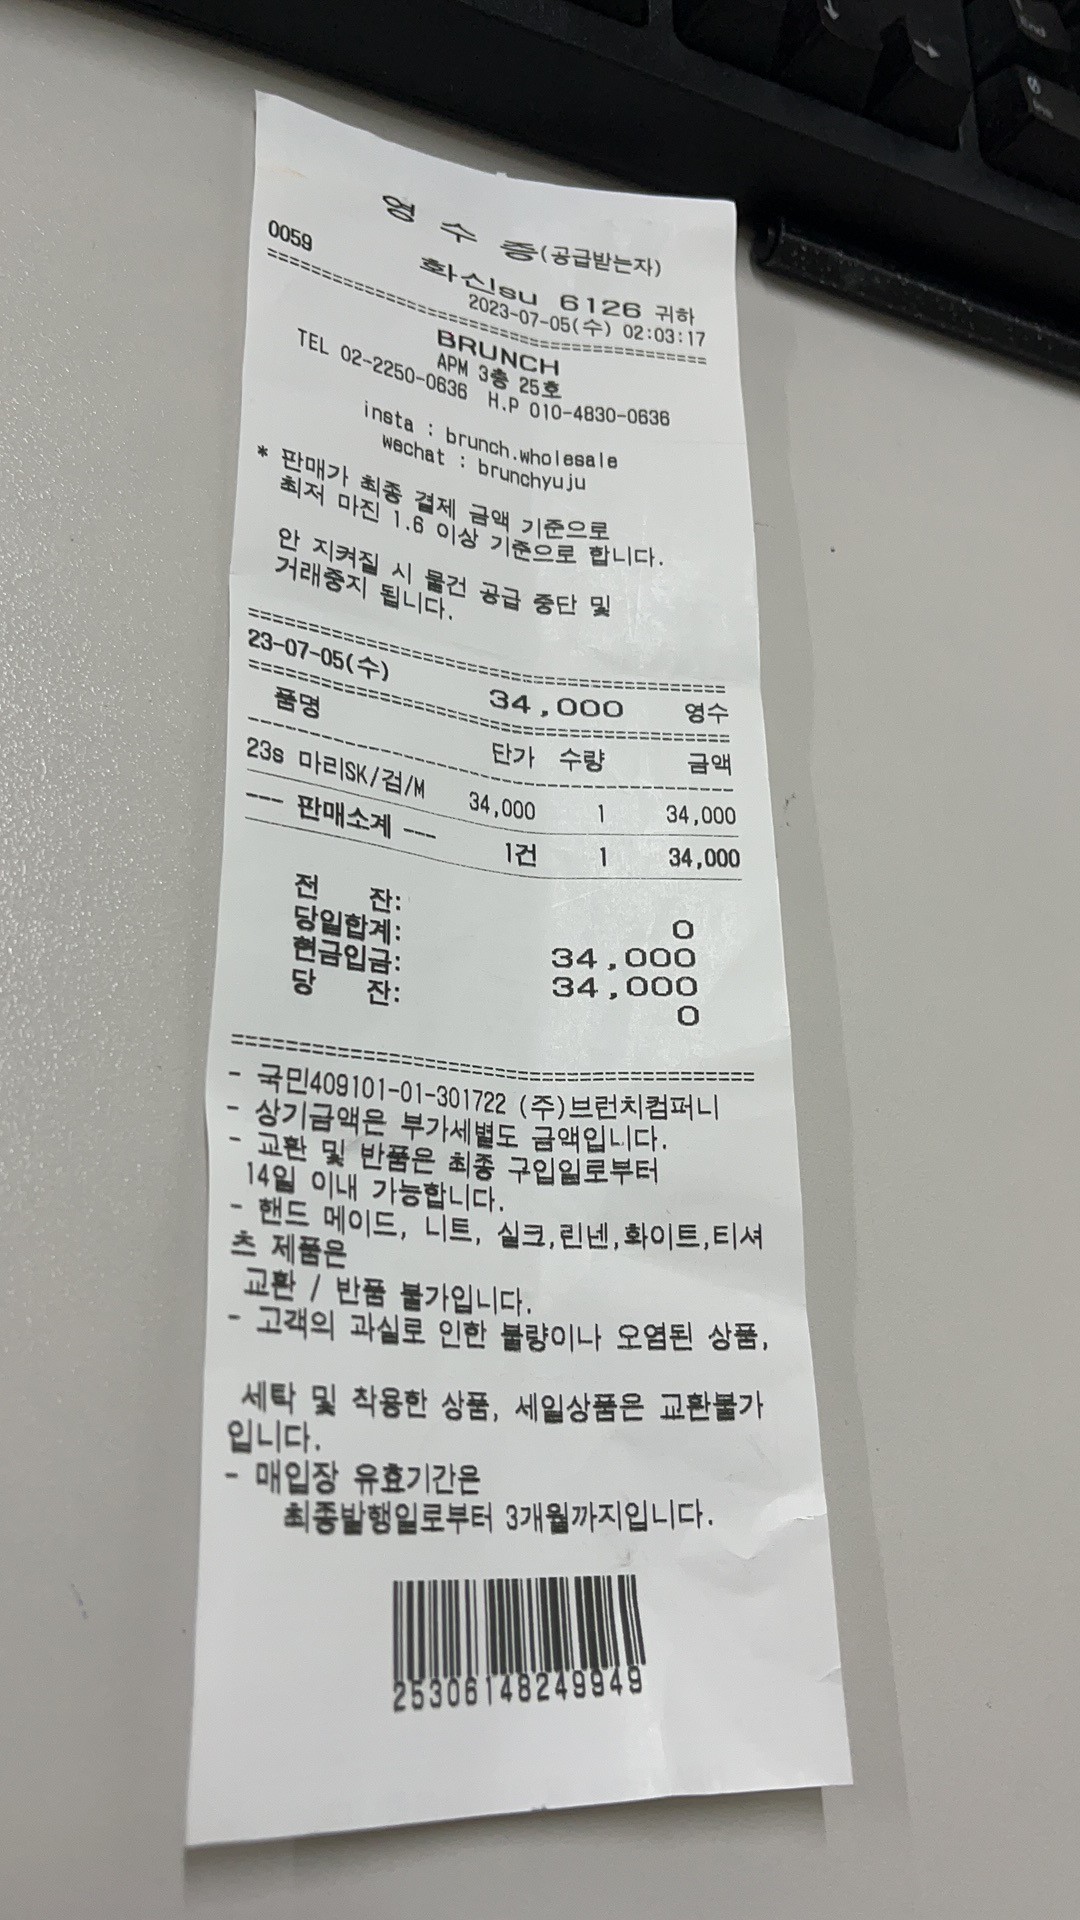 영 수 증(공급받는자)
0059
화신su 6126 귀하
2023-07-05(수) 02:03:17
========================================
BRUNCH
APM 3층 25호
TEL 02-2250-0636 H.P 010-4830-0636
insta : brunch.wholesale
wechat : brunchyuju
* 판매가 최종 결제 금액 기준으로
최저 마진 1.6 이상 기준으로 합니다.
안 지켜질 시 물건 공급 중단 및
거래중지 됩니다.
========================================
23-07-05(수) 34,000 영수
========================================
품명 단가 수량 금액
----------------------------------------
23s 마리SK/검/M 34,000 1 34,000
--- 판매소계 --- 1건 1 34,000
전 잔: 0
당일합계: 34,000
현금입금: 34,000
당 잔: 0
========================================
- 국민409101-01-301722 (주)브런치컴퍼니
- 상기금액은 부가세별도 금액입니다.
- 교환 및 반품은 최종 구입일로부터
14일 이내 가능합니다.
- 핸드 메이드, 니트, 실크,린넨,화이트,티셔
츠 제품은
교환 / 반품 불가입니다.
- 고객의 과실로 인한 불량이나 오염된 상품,
세탁 및 착용한 상품, 세일상품은 교환불가
입니다.
- 매입장 유효기간은
최종발행일로부터 3개월까지입니다.
25306148249949